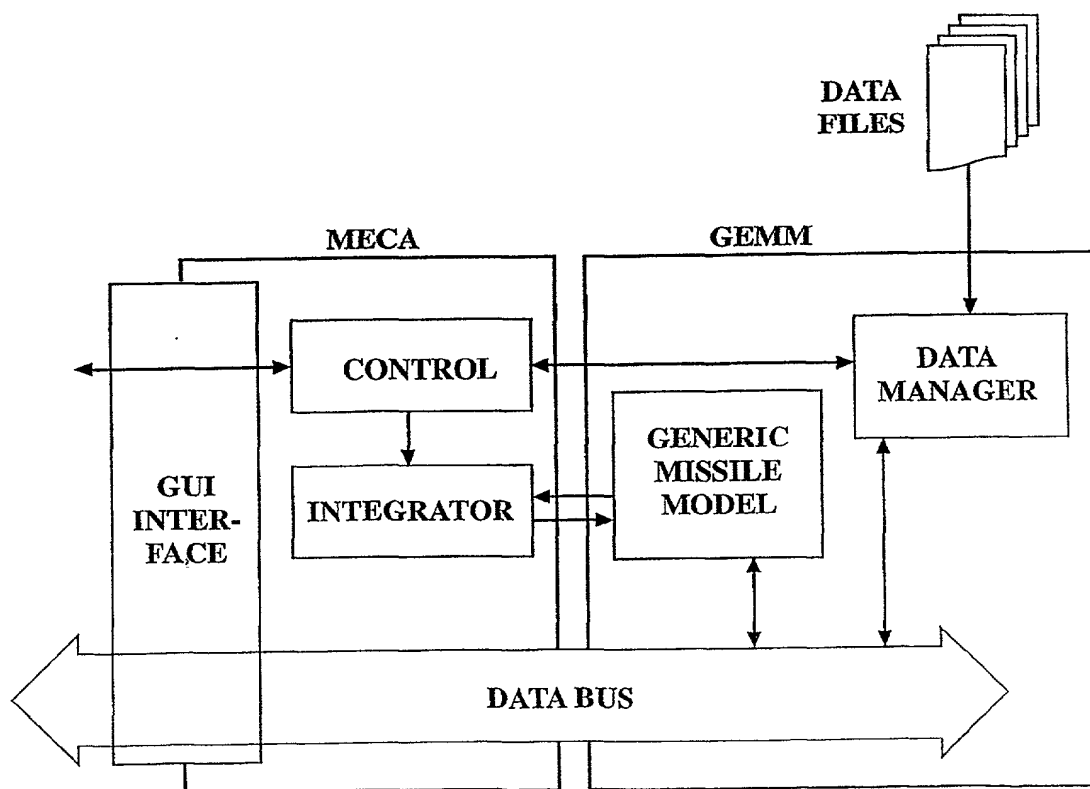 DATA
FILES
MECA
GEMM
CONTROL
DATA
MANAGER
GENERIC
MISSILE
MODEL
INTEGRATOR
GUI
INTER-
FACE
DATA BUS